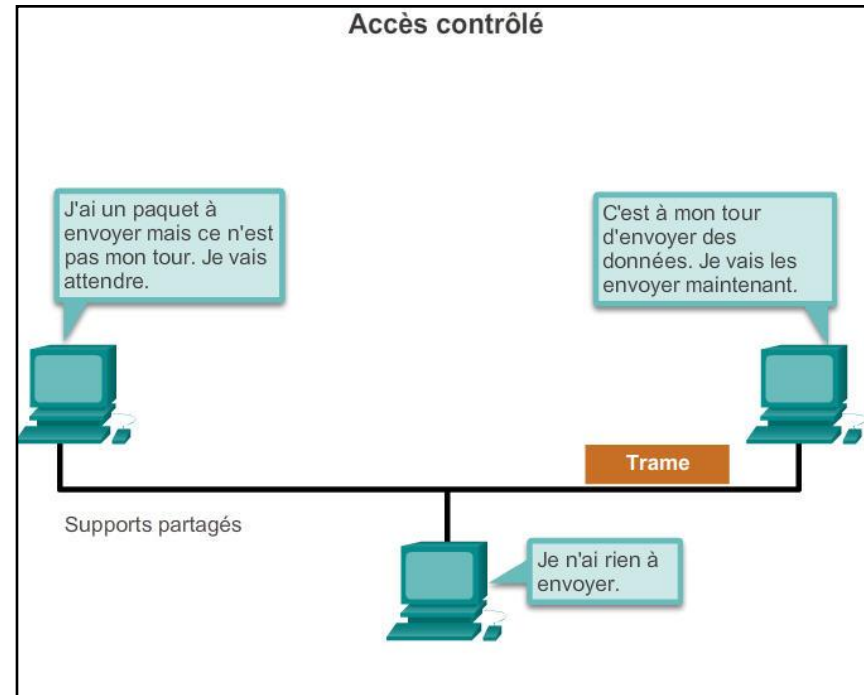 Accès contrôlé
J'ai un paquet à
envoyer mais ce n'est
pas mon tour. Je vais
attendre.
C'est à mon tour
d'envoyer des
données. Je vais les
envoyer maintenant.
Trame
Supports partagés
Je n'ai rien à
envoyer.